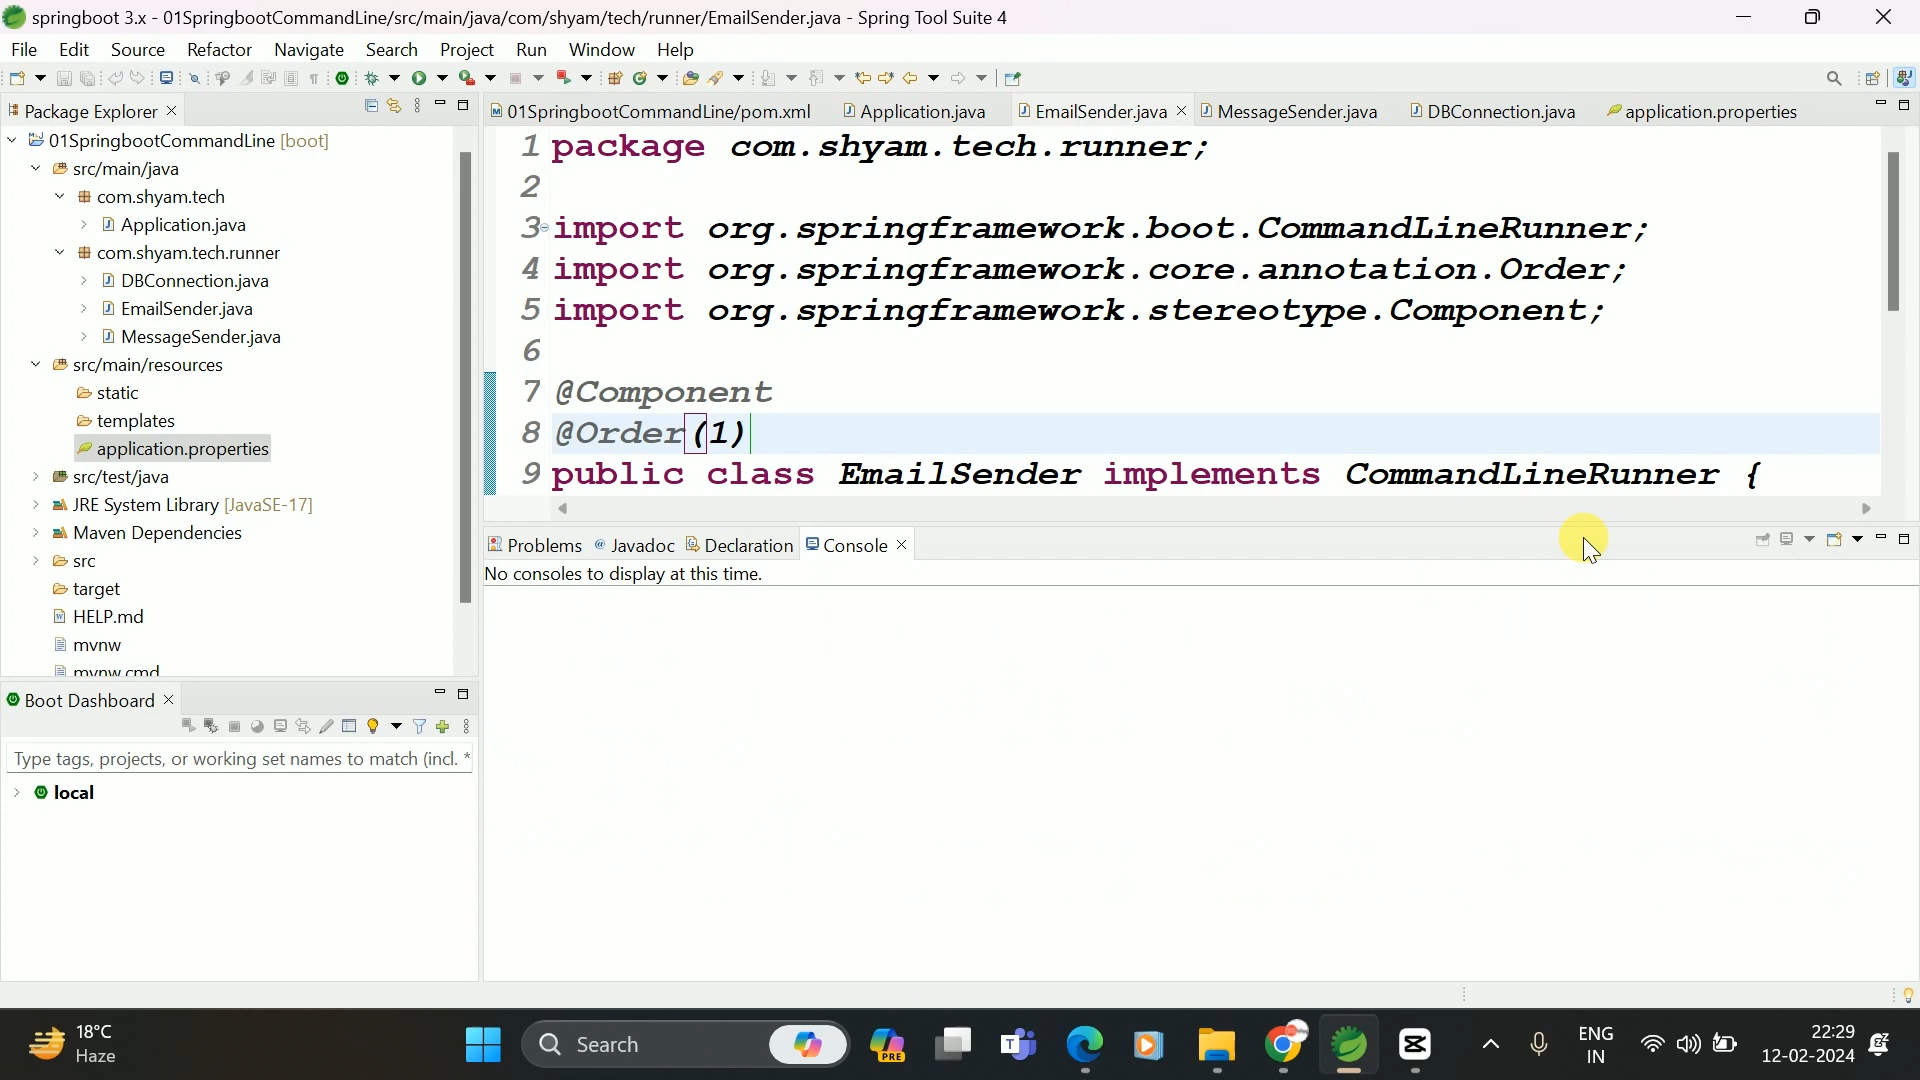 springboot 3.x - 01SpringbootCommandLine/src/main/java/com/shyam/tech/runner/EmailSender.java - Spring Tool Suite 4
File Edit Source Refactor Navigate Search Project Run Window Help
Package Explorer
01SpringbootCommandLine/pom.xml Application.java EmailSender.java MessageSender.java DBConnection.java application.properties
01SpringbootCommandLine [boot]
src/main/java
com.shyam.tech
Application.java
com.shyam.tech.runner
DBConnection.java
EmailSender.java
MessageSender.java
src/main/resources
static
templates
application.properties
src/test/java
JRE System Library [JavaSE-17]
Maven Dependencies
src
target
HELP.md
mvnw
mvnw.cmd
1 package com.shyam.tech.runner;
2
3 import org.springframework.boot.CommandLineRunner;
4 import org.springframework.core.annotation.Order;
5 import org.springframework.stereotype.Component;
6
7 @Component
8 @Order(1)
9 public class EmailSender implements CommandLineRunner {
Problems Javadoc Declaration Console
No consoles to display at this time.
Boot Dashboard
Type tags, projects, or working set names to match (incl. *
local
18°C
Haze
Search
PRE
ENG
IN
22:29
12-02-2024